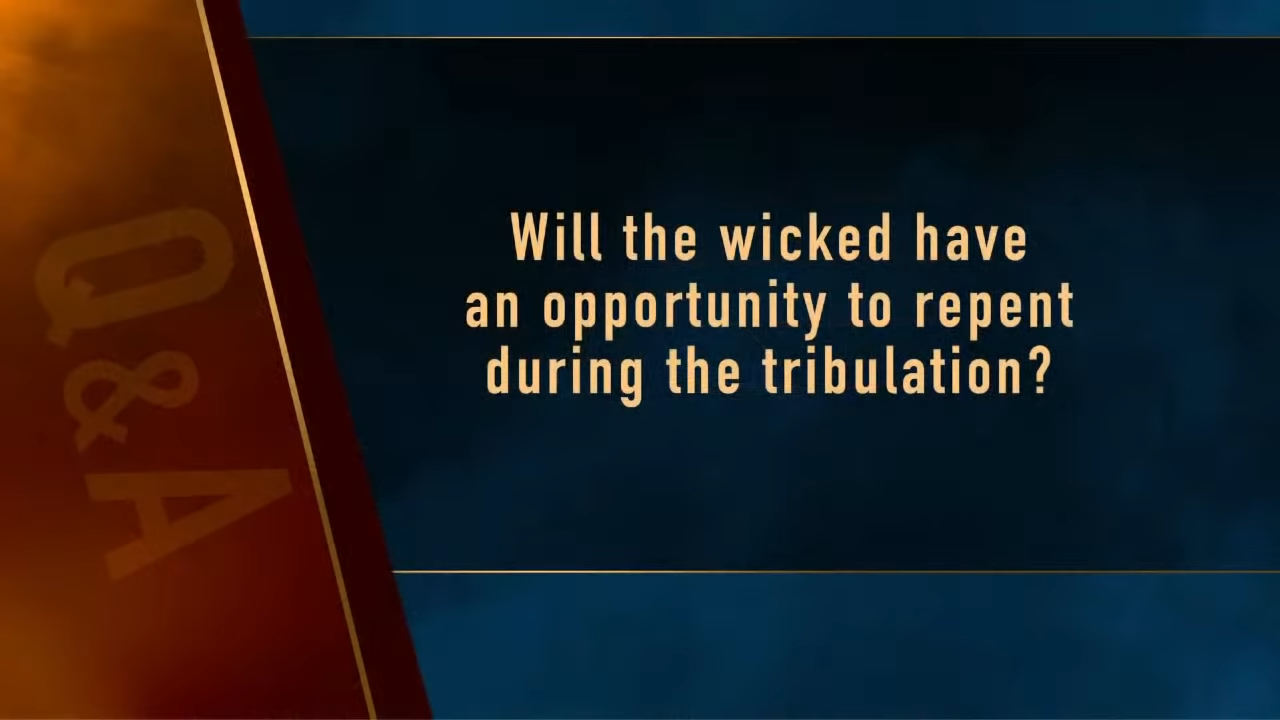 Q&A
Will the wicked have
an opportunity to repent
during the tribulation?